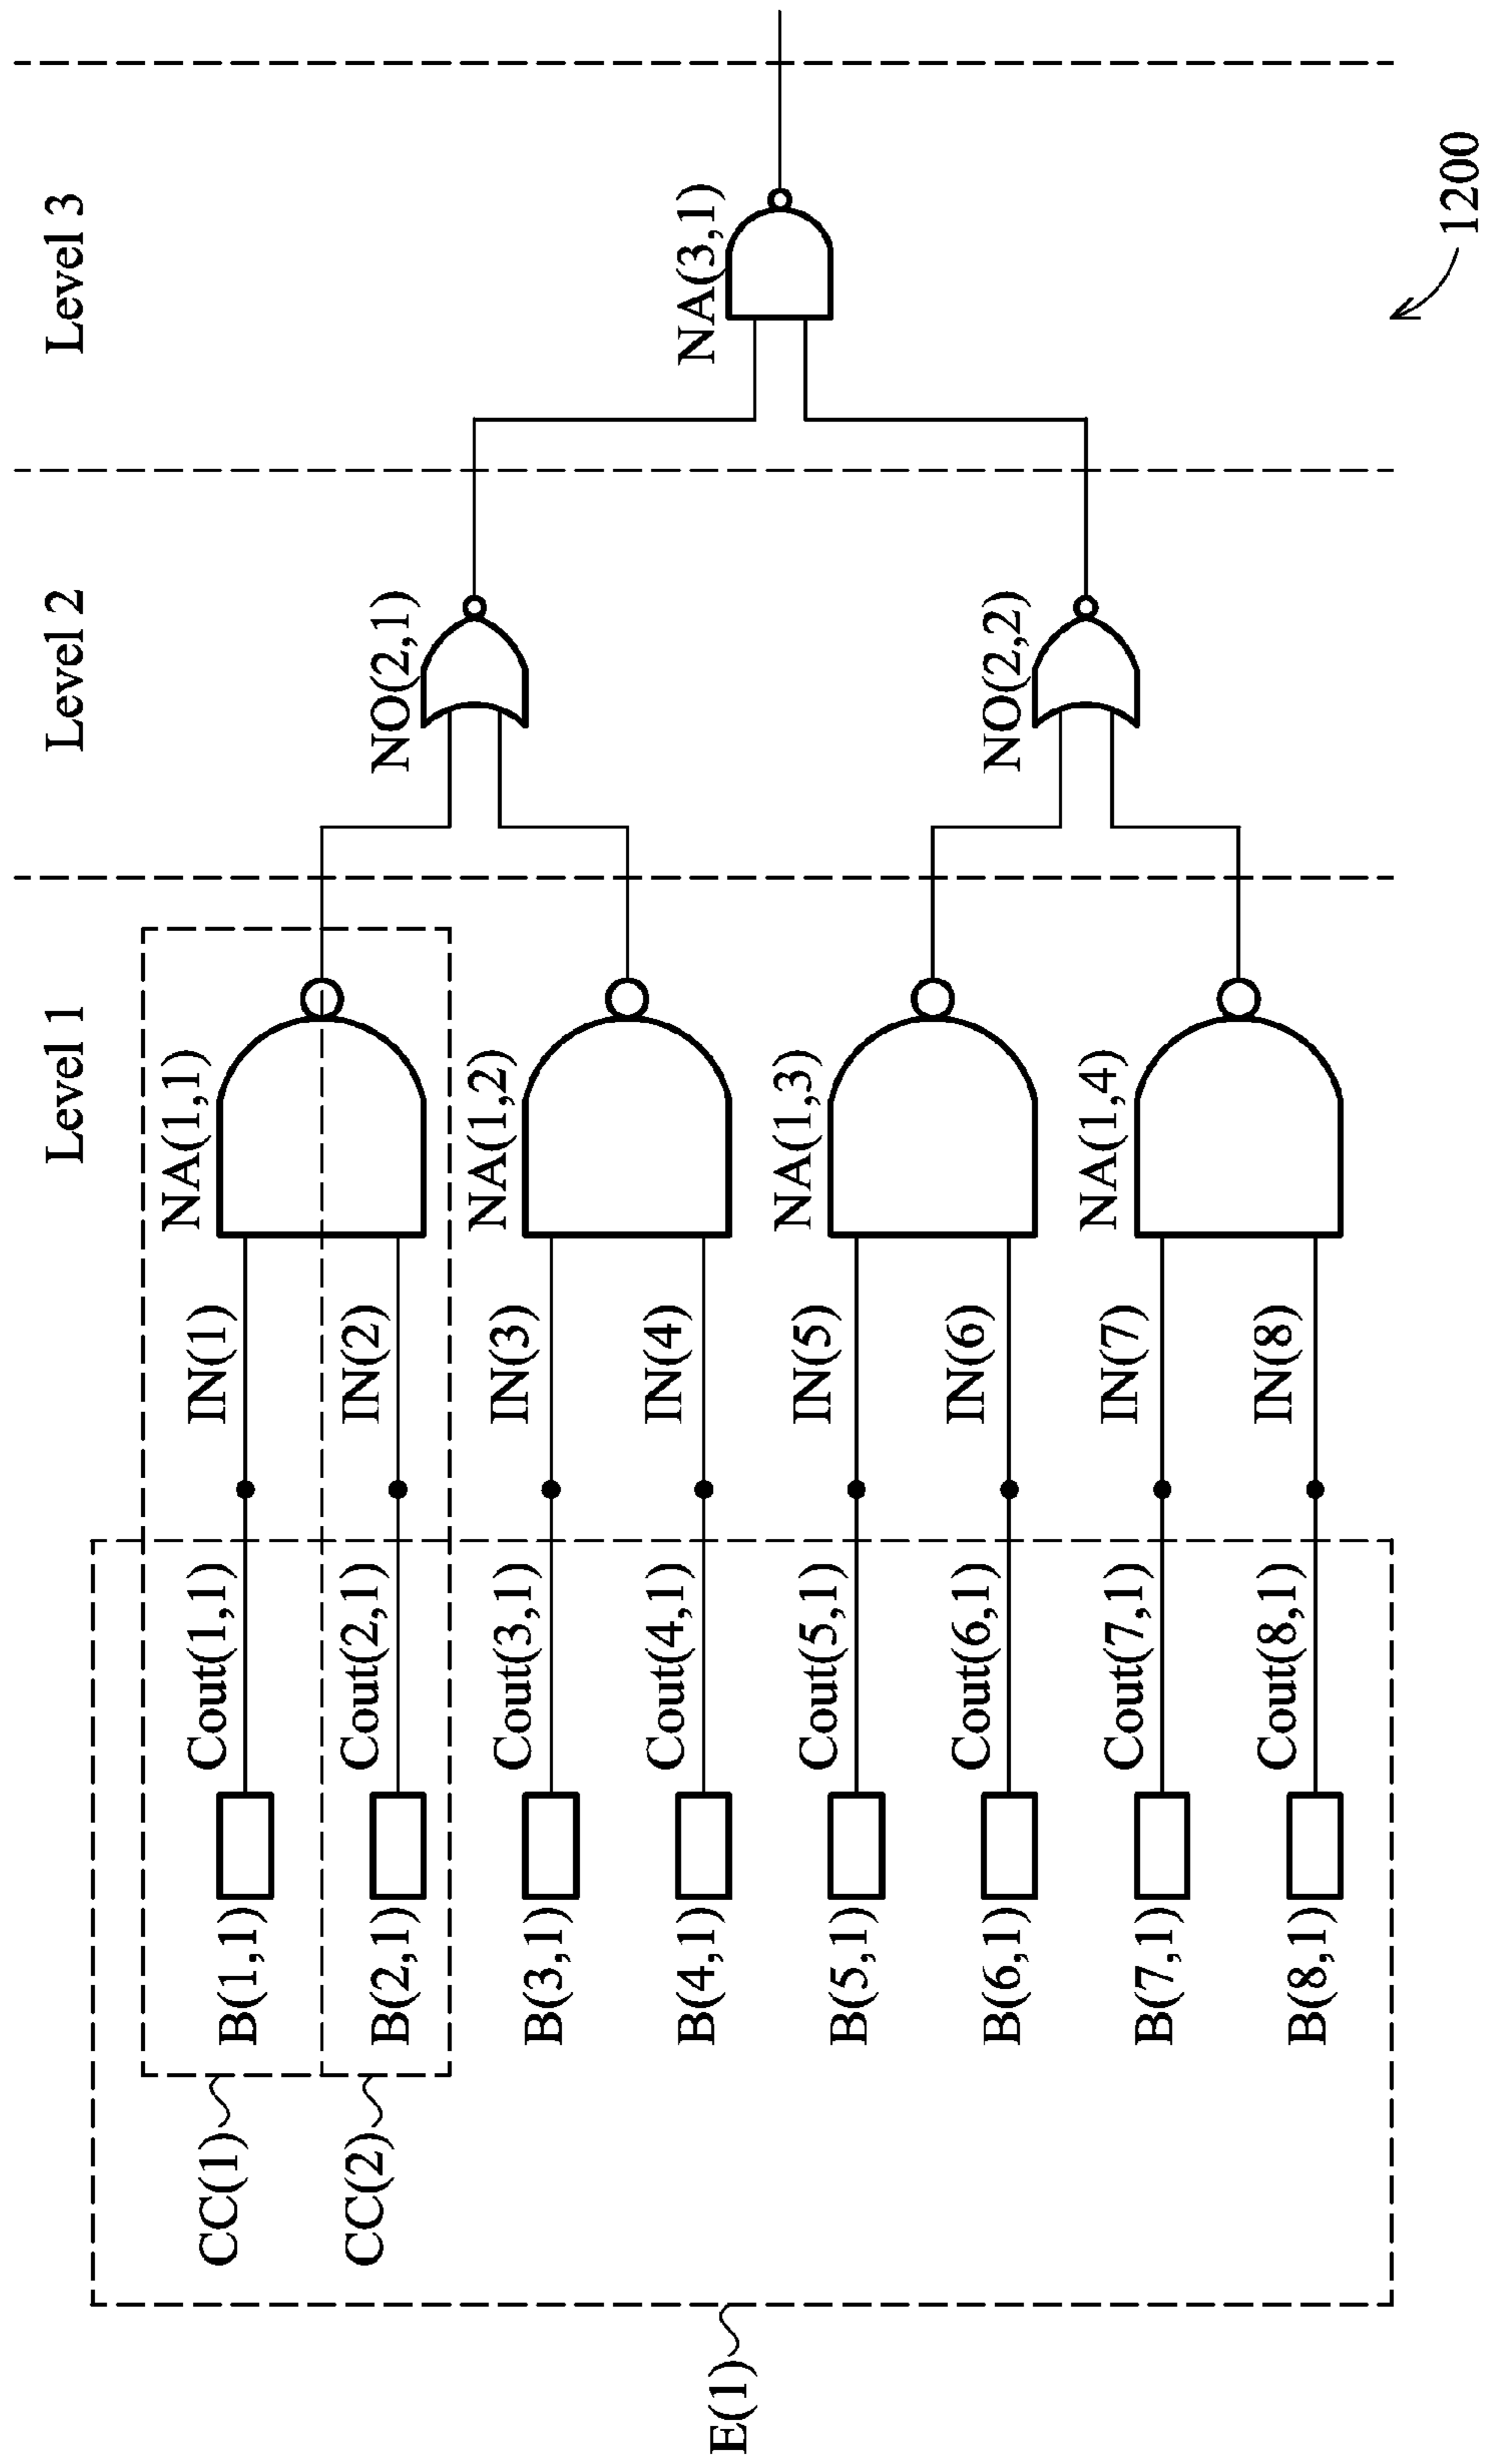 Level 1
Level 2
Level 3
NA(1,1)
NA(1,2)
NA(1,3)
NA(1,4)
NO(2,1)
NO(2,2)
NA(3,1)
IN(1)
IN(2)
IN(3)
IN(4)
IN(5)
IN(6)
IN(7)
IN(8)
Cout(1,1)
Cout(2,1)
Cout(3,1)
Cout(4,1)
Cout(5,1)
Cout(6,1)
Cout(7,1)
Cout(8,1)
B(1,1)
B(2,1)
B(3,1)
B(4,1)
B(5,1)
B(6,1)
B(7,1)
B(8,1)
CC(1)
CC(2)
E(1)
1200